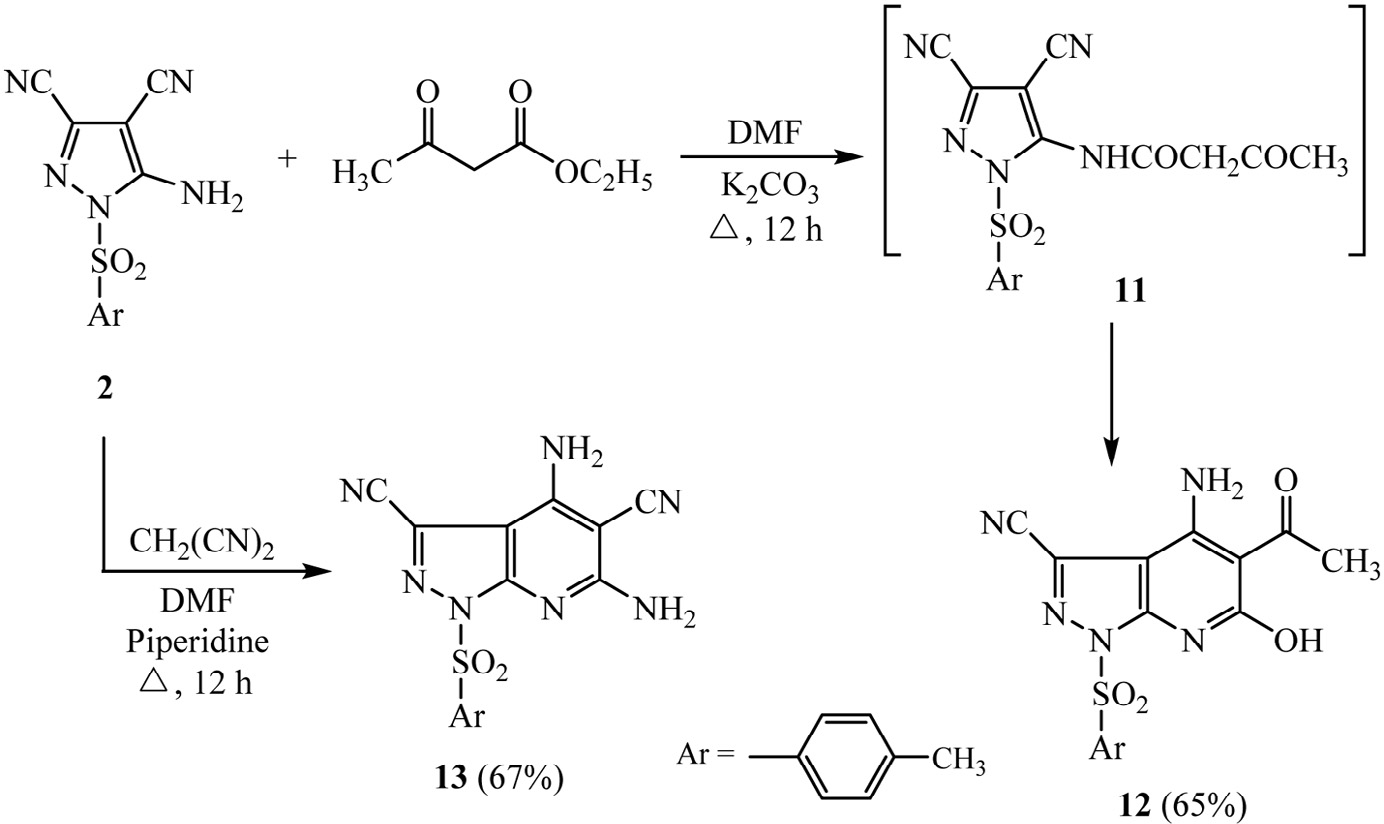 NC
CN
N
N
NH2
SO2
Ar
2
+
O
O
H3C
OC2H5
DMF
K2CO3
△, 12 h
NC
CN
N
N
NHCOCH2COCH3
SO2
Ar
11
CH2(CN)2
DMF
Piperidine
△, 12 h
NH2
NC
CN
N
N
N
NH2
SO2
Ar
13 (67%)
Ar =
CH3
NH2
O
NC
CH3
N
N
N
OH
SO2
Ar
12 (65%)